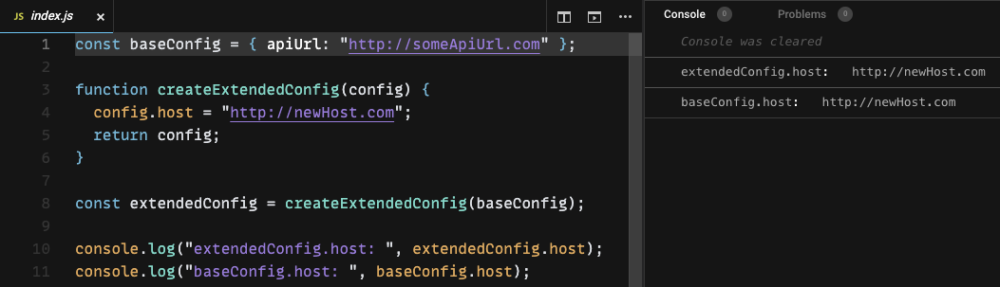 JS index.js ×
1 const baseConfig = { apiUrl: "http://someApiUrl.com" };
2
3 function createExtendedConfig(config) {
4   config.host = "http://newHost.com";
5   return config;
6 }
7
8 const extendedConfig = createExtendedConfig(baseConfig);
9
10 console.log("extendedConfig.host: ", extendedConfig.host);
11 console.log("baseConfig.host: ", baseConfig.host);
Console 0 Problems 0
Console was cleared
extendedConfig.host: http://newHost.com
baseConfig.host: http://newHost.com